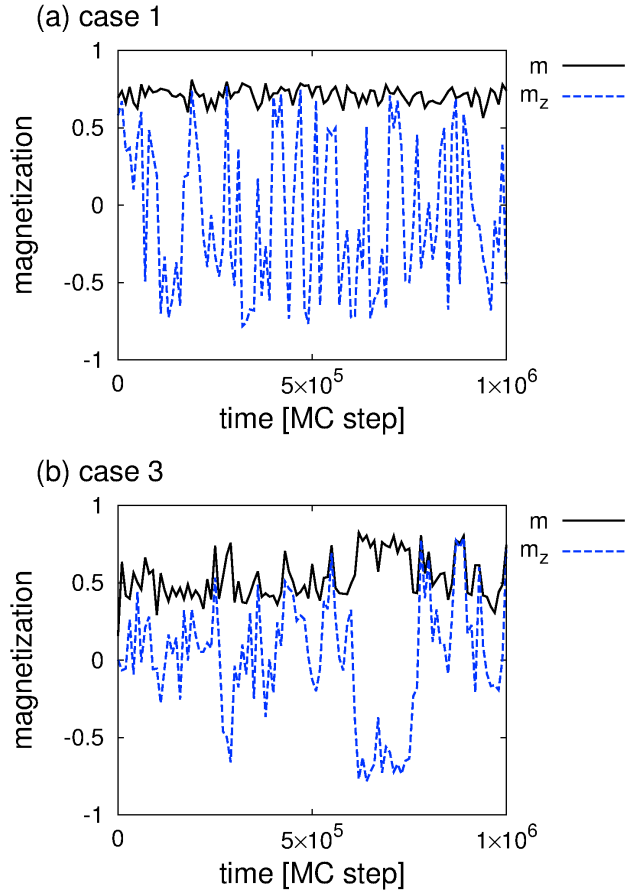 (a) case 1
1
0.5
0
-0.5
-1
magnetization
m
m_z
0
5×10^5
1×10^6
time [MC step]
(b) case 3
1
0.5
0
-0.5
-1
magnetization
m
m_z
0
5×10^5
1×10^6
time [MC step]